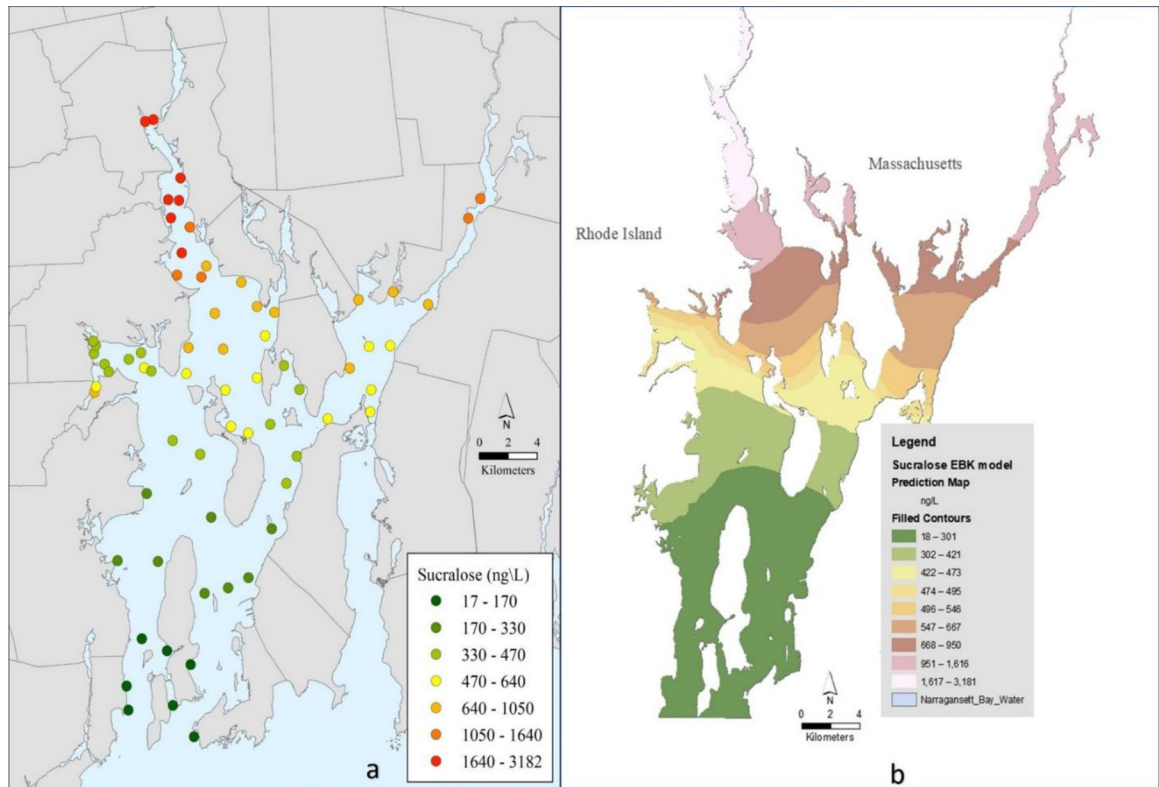 N
0 2 4
Kilometers
Sucralose (ng\L)
17 - 170
170 - 330
330 - 470
470 - 640
640 - 1050
1050 - 1640
1640 - 3182
a
Massachusetts
Rhode Island
Legend
Sucralose EBK model
Prediction Map
ng/L
Filled Contours
18 – 301
302 – 421
422 – 473
474 – 495
496 – 546
547 – 667
668 – 950
951 – 1,616
1,617 – 3,181
Narragansett_Bay_Water
N
0 2 4
Kilometers
b